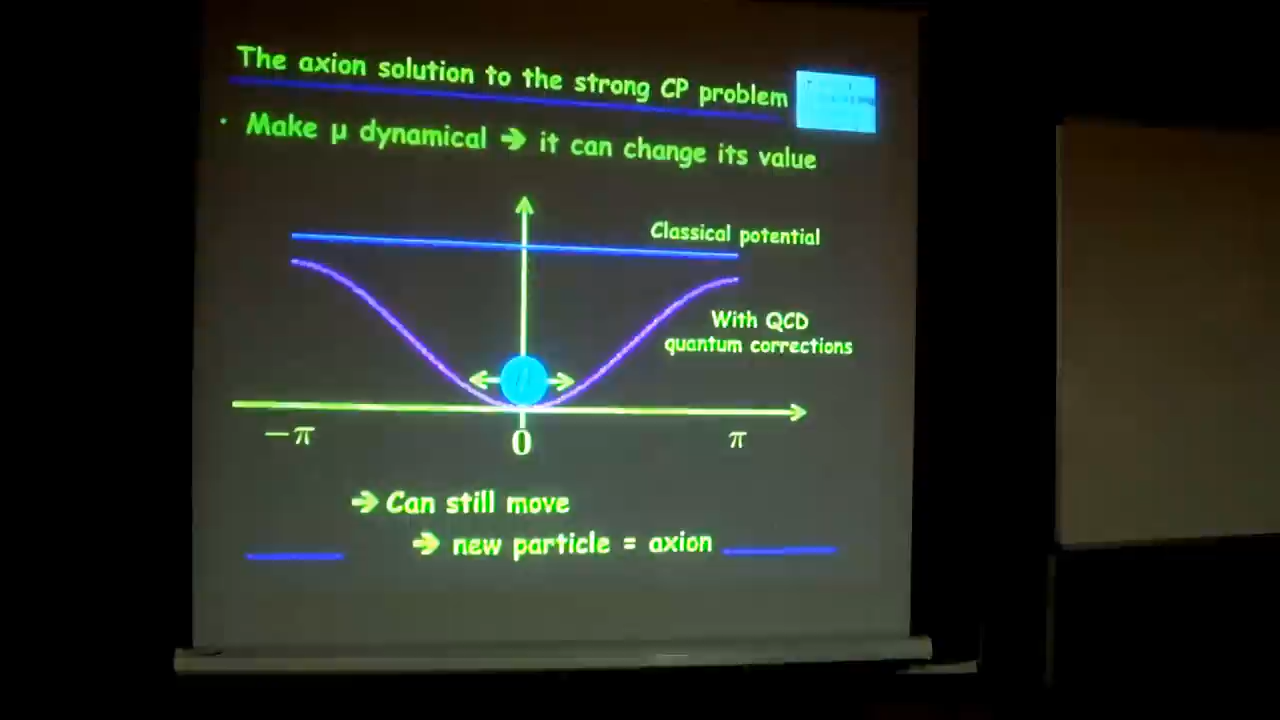 The axion solution to the strong CP problem
• Make μ dynamical ➔ it can change its value
Classical potential
With QCD
quantum corrections
−π
0
π
➔ Can still move
➔ new particle = axion